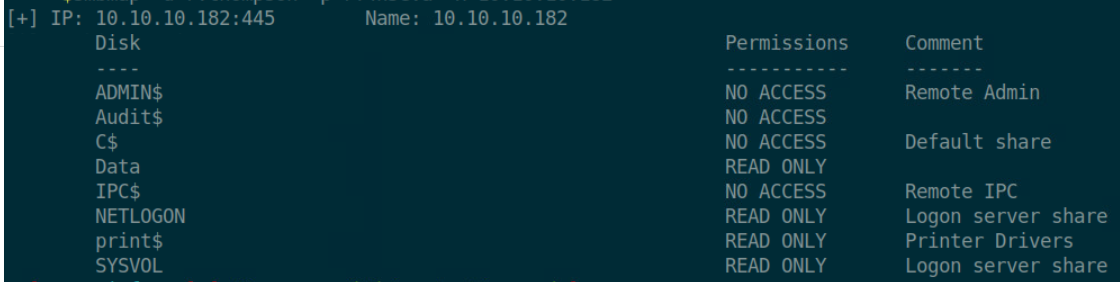 [+] IP: 10.10.10.182:445 Name: 10.10.10.182
Disk Permissions Comment
---- ----------- -------
ADMIN$ NO ACCESS Remote Admin
Audit$ NO ACCESS
C$ NO ACCESS Default share
Data READ ONLY
IPC$ NO ACCESS Remote IPC
NETLOGON READ ONLY Logon server share
print$ READ ONLY Printer Drivers
SYSVOL READ ONLY Logon server share